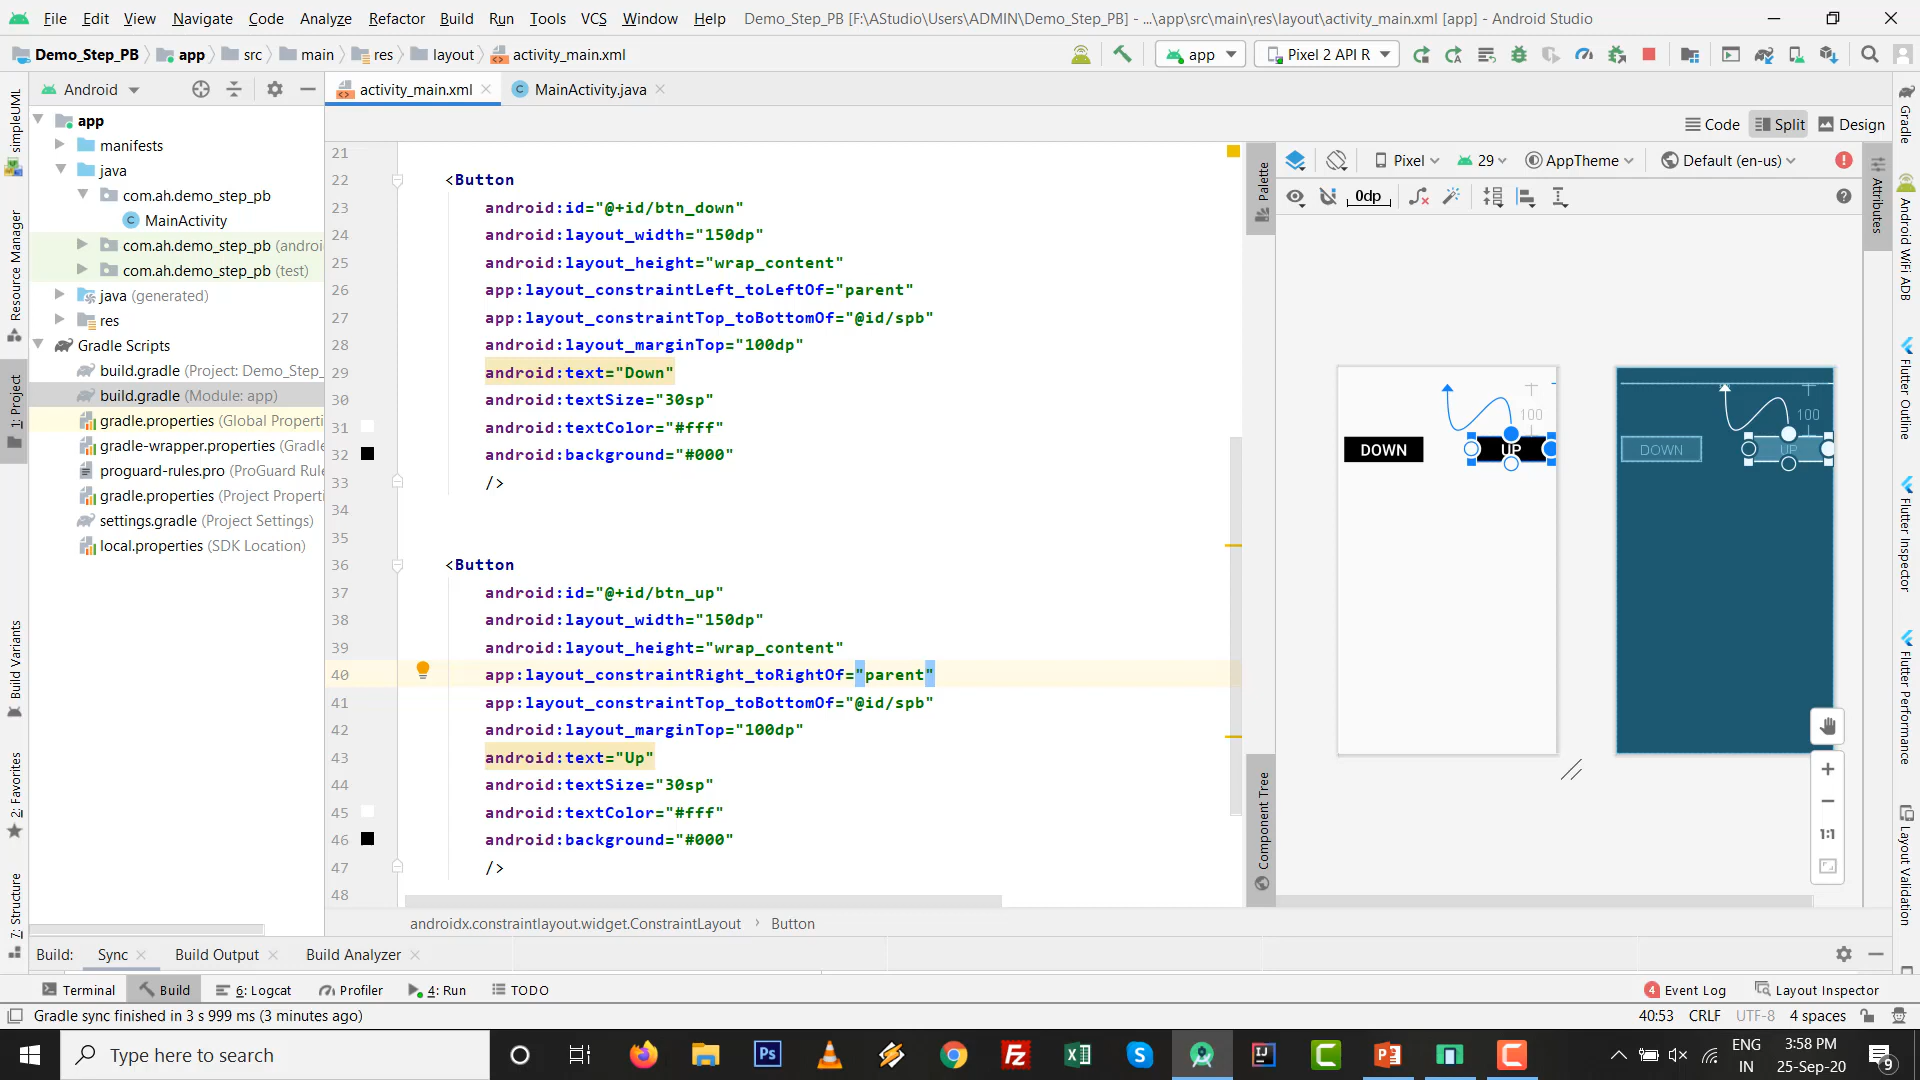 File Edit View Navigate Code Analyze Refactor Build Run Tools VCS Window Help Demo_Step_PB [F:\AStudio\Users\ADMIN\Demo_Step_PB] - ...\app\src\main\res\layout\activity_main.xml [app] - Android Studio
Demo_Step_PB app src main res layout activity_main.xml app Pixel 2 API R
Android activity_main.xml MainActivity.java
Code Split Design
simpleUML
Resource Manager
1: Project
Build Variants
2: Favorites
7: Structure
app
manifests
java
com.ah.demo_step_pb
MainActivity
com.ah.demo_step_pb (androi
com.ah.demo_step_pb (test)
java (generated)
res
Gradle Scripts
build.gradle (Project: Demo_Step_
build.gradle (Module: app)
gradle.properties (Global Properti
gradle-wrapper.properties (Gradle
proguard-rules.pro (ProGuard Rule
gradle.properties (Project Properti
settings.gradle (Project Settings)
local.properties (SDK Location)
21
22 <Button
23 android:id="@+id/btn_down"
24 android:layout_width="150dp"
25 android:layout_height="wrap_content"
26 app:layout_constraintLeft_toLeftOf="parent"
27 app:layout_constraintTop_toBottomOf="@id/spb"
28 android:layout_marginTop="100dp"
29 android:text="Down"
30 android:textSize="30sp"
31 android:textColor="#fff"
32 android:background="#000"
33 />
34
35
36 <Button
37 android:id="@+id/btn_up"
38 android:layout_width="150dp"
39 android:layout_height="wrap_content"
40 app:layout_constraintRight_toRightOf="parent"
41 app:layout_constraintTop_toBottomOf="@id/spb"
42 android:layout_marginTop="100dp"
43 android:text="Up"
44 android:textSize="30sp"
45 android:textColor="#fff"
46 android:background="#000"
47 />
48
androidx.constraintlayout.widget.ConstraintLayout › Button
Palette
Component Tree
Pixel 29 AppTheme Default (en-us)
0dp
100
DOWN UP
100
DOWN UP
1:1
Attributes
Gradle
Android WiFi ADB
Flutter Outline
Flutter Inspector
Flutter Performance
Layout Validation
Build: Sync Build Output Build Analyzer
Terminal Build 6: Logcat Profiler 4: Run TODO 4 Event Log Layout Inspector
Gradle sync finished in 3 s 999 ms (3 minutes ago) 40:53 CRLF UTF-8 4 spaces
Type here to search
ENG
IN
3:58 PM
25-Sep-20
9